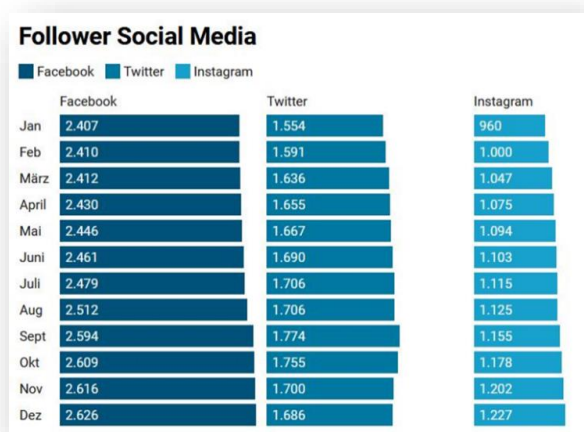 Follower Social Media
Facebook Twitter Instagram
Facebook Twitter Instagram
Jan 2.407 1.554 960
Feb 2.410 1.591 1.000
März 2.412 1.636 1.047
April 2.430 1.655 1.075
Mai 2.446 1.667 1.094
Juni 2.461 1.690 1.103
Juli 2.479 1.706 1.115
Aug 2.512 1.706 1.125
Sept 2.594 1.774 1.155
Okt 2.609 1.755 1.178
Nov 2.616 1.700 1.202
Dez 2.626 1.686 1.227